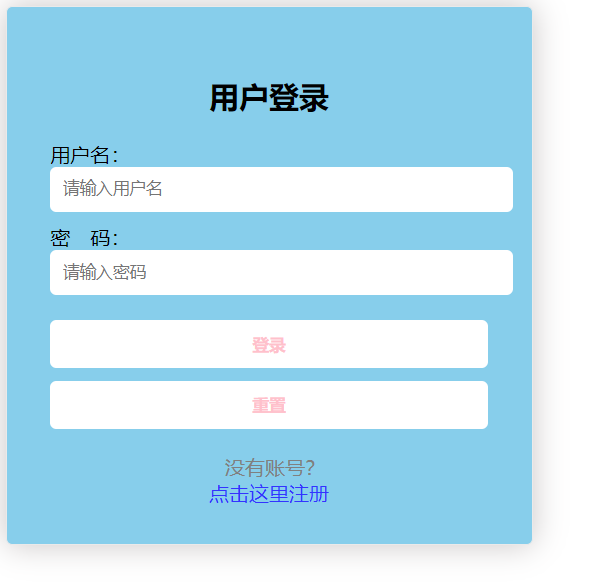 用户登录
用户名：
请输入用户名
密　码：
请输入密码
登录
重置
没有账号？
点击这里注册